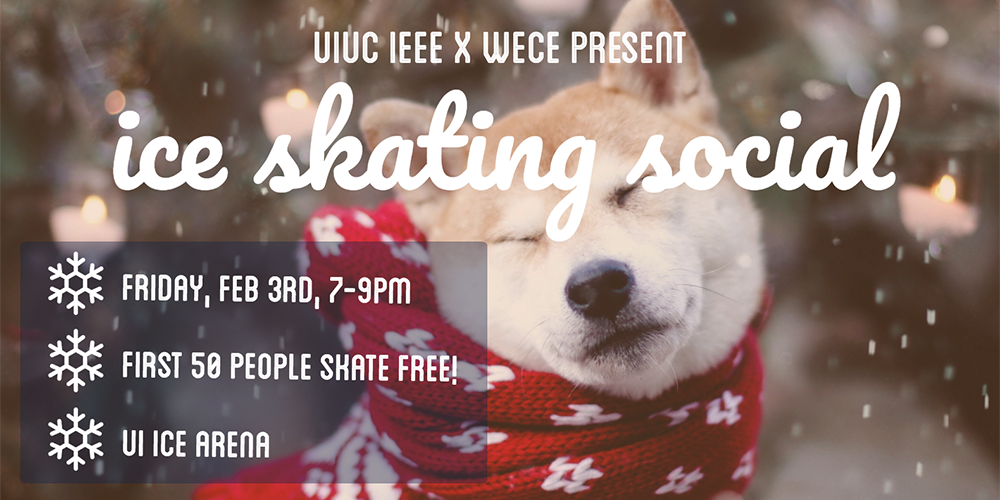 UIUC IEEE X WECE PRESENT
ice skating social
FRIDAY, FEB 3RD, 7-9PM
FIRST 50 PEOPLE SKATE FREE!
UI ICE ARENA